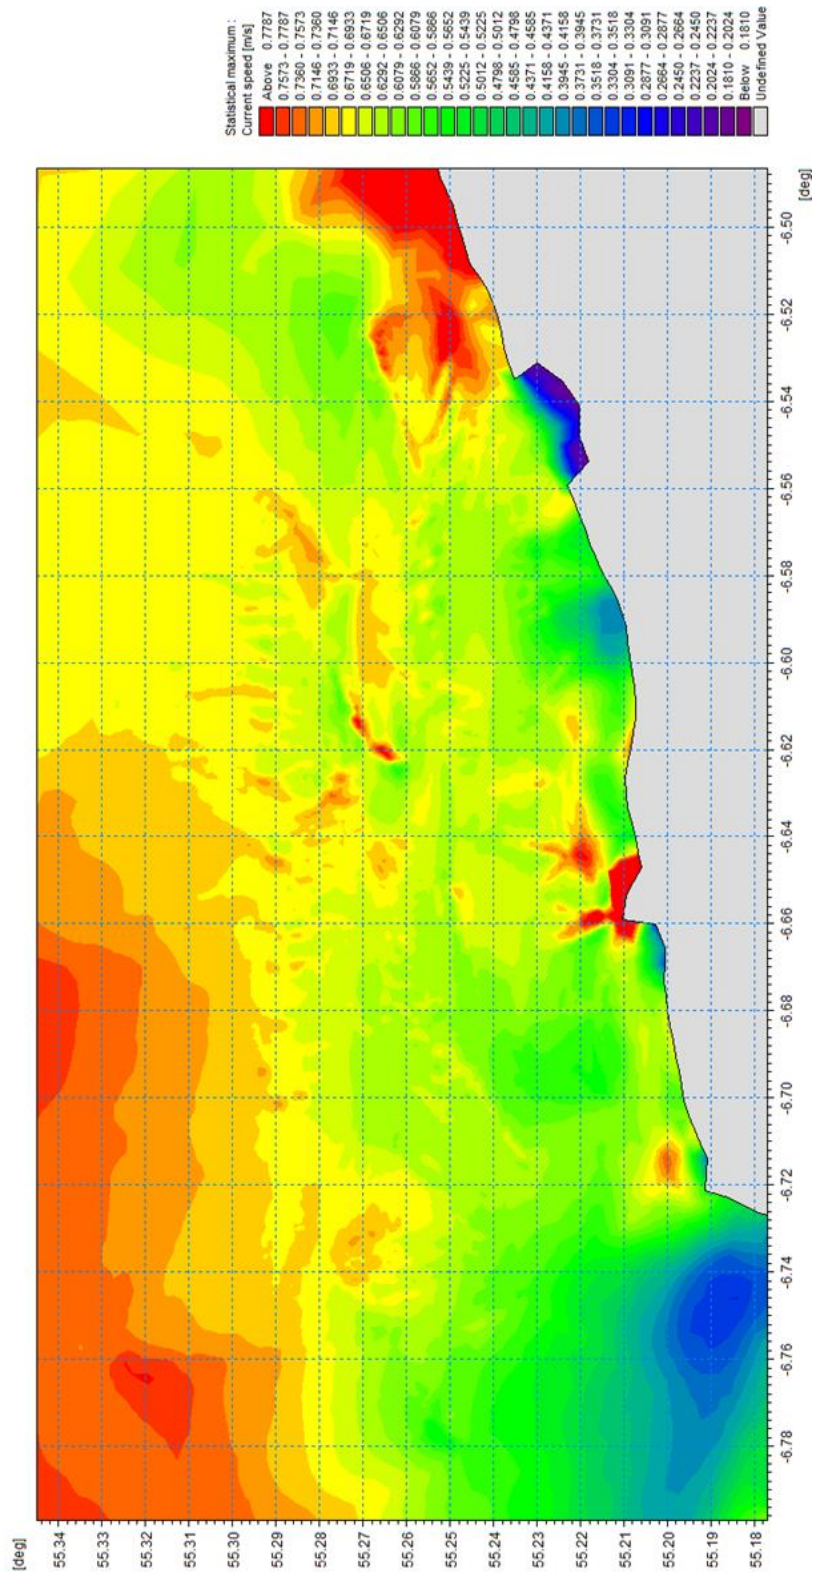 [deg]
55.34
55.33
55.32
55.31
55.30
55.29
55.28
55.27
55.26
55.25
55.24
55.23
55.22
55.21
55.20
55.19
55.18
-6.78 -6.76 -6.74 -6.72 -6.70 -6.68 -6.66 -6.64 -6.62 -6.60 -6.58 -6.56 -6.54 -6.52 -6.50
[deg]
Statistical maximum :
Current speed [m/s]
Above 0.7787
0.7573 - 0.7787
0.7360 - 0.7573
0.7146 - 0.7360
0.6933 - 0.7146
0.6719 - 0.6933
0.6506 - 0.6719
0.6292 - 0.6506
0.6079 - 0.6292
0.5866 - 0.6079
0.5652 - 0.5866
0.5439 - 0.5652
0.5225 - 0.5439
0.5012 - 0.5225
0.4798 - 0.5012
0.4585 - 0.4798
0.4371 - 0.4585
0.4158 - 0.4371
0.3945 - 0.4158
0.3731 - 0.3945
0.3518 - 0.3731
0.3304 - 0.3518
0.3091 - 0.3304
0.2877 - 0.3091
0.2664 - 0.2877
0.2450 - 0.2664
0.2237 - 0.2450
0.2024 - 0.2237
0.1810 - 0.2024
Below 0.1810
Undefined Value